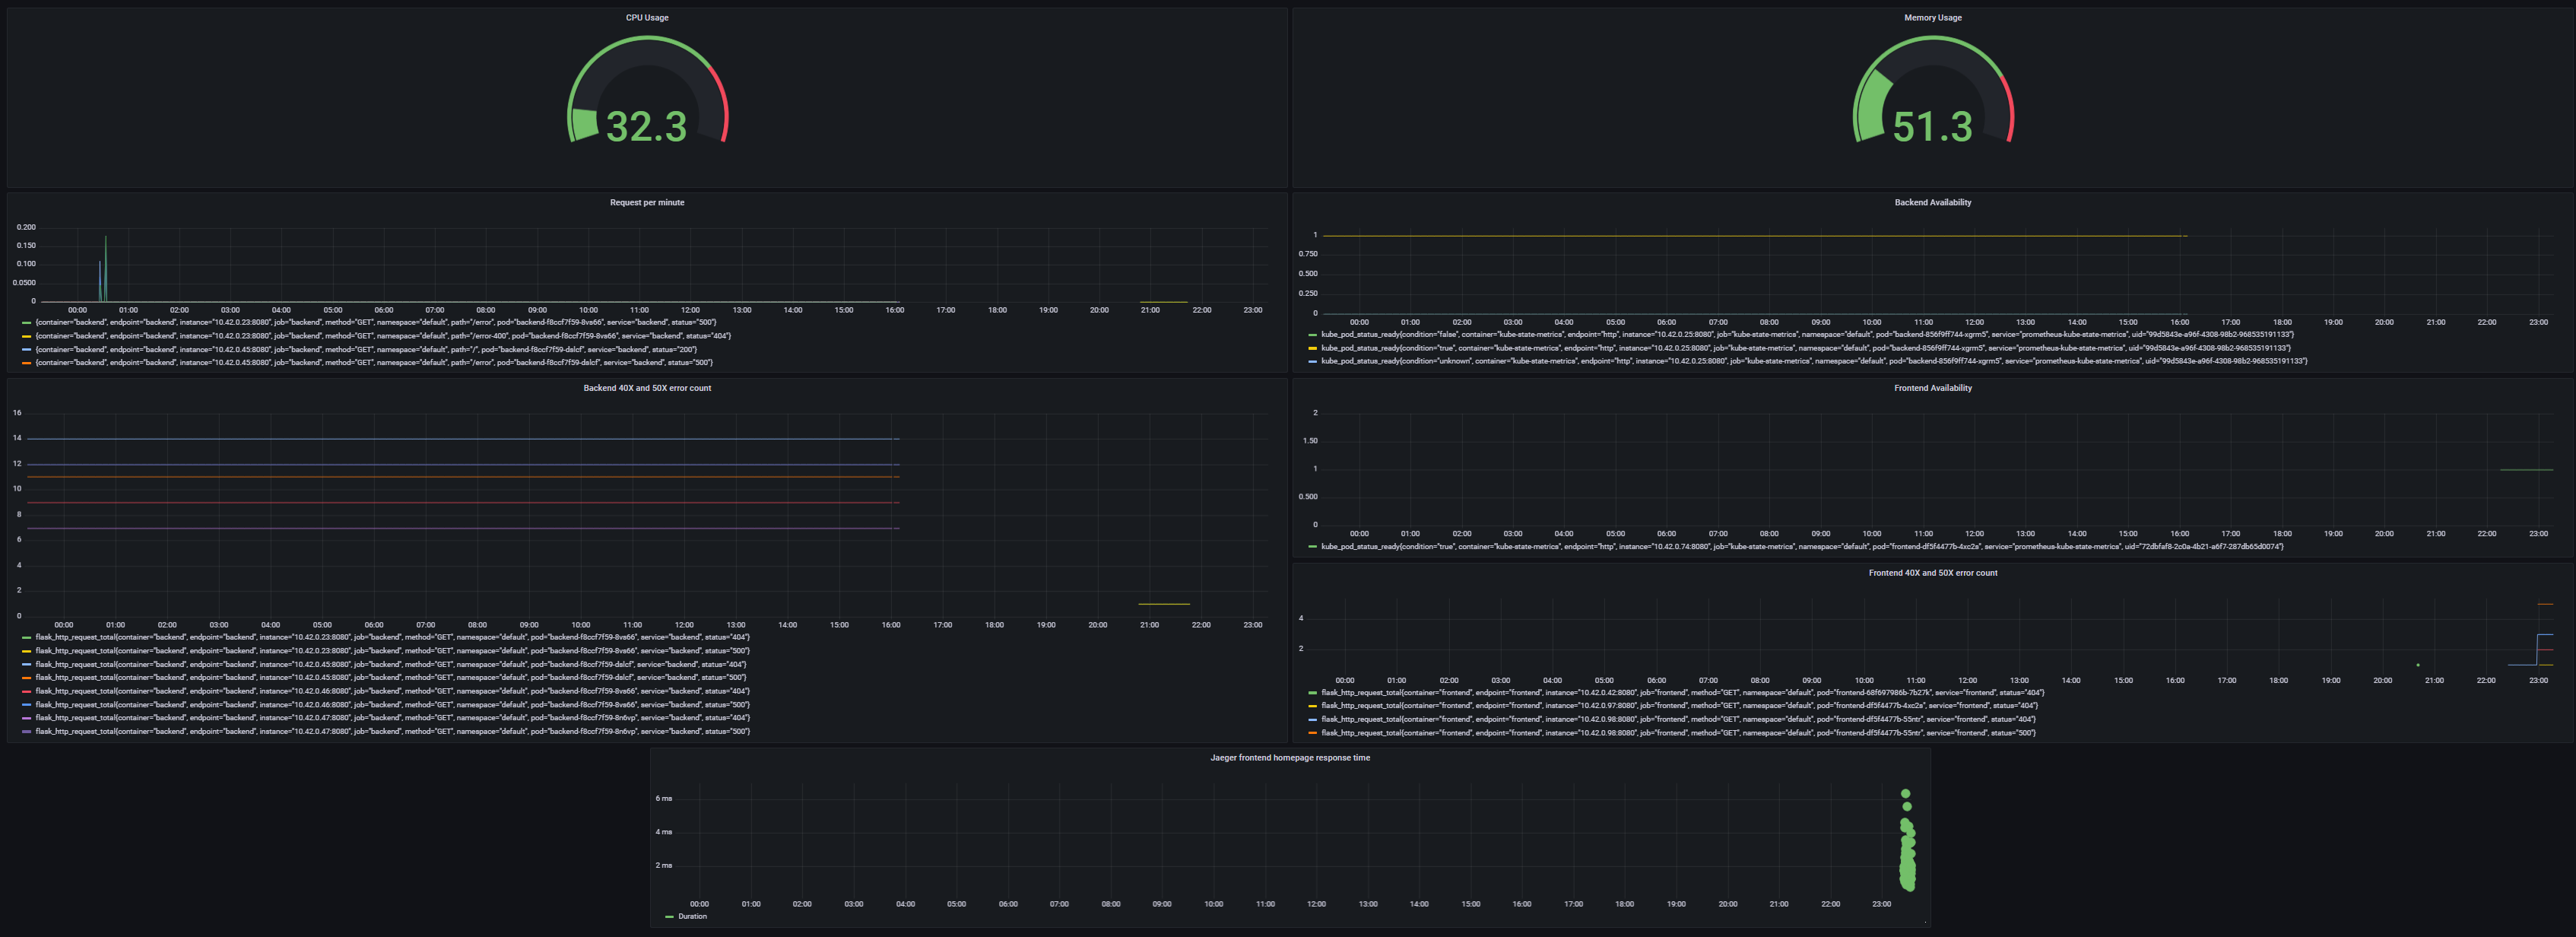 CPU Usage
32.3
Memory Usage
51.3
Request per minute
0.200
0.150
0.100
0.0500
0
00:00 01:00 02:00 03:00 04:00 05:00 06:00 07:00 08:00 09:00 10:00 11:00 12:00 13:00 14:00 15:00 16:00 17:00 18:00 19:00 20:00 21:00 22:00 23:00
{container="backend", endpoint="backend", instance="10.42.0.23:8080", job="backend", method="GET", namespace="default", path="/error", pod="backend-f8ccf7f59-8vs66", service="backend", status="500"}
{container="backend", endpoint="backend", instance="10.42.0.23:8080", job="backend", method="GET", namespace="default", path="/error-400", pod="backend-f8ccf7f59-8vs66", service="backend", status="404"}
{container="backend", endpoint="backend", instance="10.42.0.45:8080", job="backend", method="GET", namespace="default", path="/", pod="backend-f8ccf7f59-dslcf", service="backend", status="200"}
{container="backend", endpoint="backend", instance="10.42.0.45:8080", job="backend", method="GET", namespace="default", path="/error", pod="backend-f8ccf7f59-dslcf", service="backend", status="500"}
Backend Availability
1
0.750
0.500
0.250
0
00:00 01:00 02:00 03:00 04:00 05:00 06:00 07:00 08:00 09:00 10:00 11:00 12:00 13:00 14:00 15:00 16:00 17:00 18:00 19:00 20:00 21:00 22:00 23:00
kube_pod_status_ready{condition="false", container="kube-state-metrics", endpoint="http", instance="10.42.0.25:8080", job="kube-state-metrics", namespace="default", pod="backend-856f9ff744-xgrm5", service="prometheus-kube-state-metrics", uid="99d5843e-a96f-4308-98b2-968535191133"}
kube_pod_status_ready{condition="true", container="kube-state-metrics", endpoint="http", instance="10.42.0.25:8080", job="kube-state-metrics", namespace="default", pod="backend-856f9ff744-xgrm5", service="prometheus-kube-state-metrics", uid="99d5843e-a96f-4308-98b2-968535191133"}
kube_pod_status_ready{condition="unknown", container="kube-state-metrics", endpoint="http", instance="10.42.0.25:8080", job="kube-state-metrics", namespace="default", pod="backend-856f9ff744-xgrm5", service="prometheus-kube-state-metrics", uid="99d5843e-a96f-4308-98b2-968535191133"}
Backend 40X and 50X error count
16
14
12
10
8
6
4
2
0
00:00 01:00 02:00 03:00 04:00 05:00 06:00 07:00 08:00 09:00 10:00 11:00 12:00 13:00 14:00 15:00 16:00 17:00 18:00 19:00 20:00 21:00 22:00 23:00
flask_http_request_total{container="backend", endpoint="backend", instance="10.42.0.23:8080", job="backend", method="GET", namespace="default", pod="backend-f8ccf7f59-8vs66", service="backend", status="404"}
flask_http_request_total{container="backend", endpoint="backend", instance="10.42.0.23:8080", job="backend", method="GET", namespace="default", pod="backend-f8ccf7f59-8vs66", service="backend", status="500"}
flask_http_request_total{container="backend", endpoint="backend", instance="10.42.0.45:8080", job="backend", method="GET", namespace="default", pod="backend-f8ccf7f59-dslcf", service="backend", status="404"}
flask_http_request_total{container="backend", endpoint="backend", instance="10.42.0.45:8080", job="backend", method="GET", namespace="default", pod="backend-f8ccf7f59-dslcf", service="backend", status="500"}
flask_http_request_total{container="backend", endpoint="backend", instance="10.42.0.46:8080", job="backend", method="GET", namespace="default", pod="backend-f8ccf7f59-8vs66", service="backend", status="404"}
flask_http_request_total{container="backend", endpoint="backend", instance="10.42.0.46:8080", job="backend", method="GET", namespace="default", pod="backend-f8ccf7f59-8vs66", service="backend", status="500"}
flask_http_request_total{container="backend", endpoint="backend", instance="10.42.0.47:8080", job="backend", method="GET", namespace="default", pod="backend-f8ccf7f59-8n6vp", service="backend", status="404"}
flask_http_request_total{container="backend", endpoint="backend", instance="10.42.0.47:8080", job="backend", method="GET", namespace="default", pod="backend-f8ccf7f59-8n6vp", service="backend", status="500"}
Frontend Availability
2
1.50
1
0.500
0
00:00 01:00 02:00 03:00 04:00 05:00 06:00 07:00 08:00 09:00 10:00 11:00 12:00 13:00 14:00 15:00 16:00 17:00 18:00 19:00 20:00 21:00 22:00 23:00
kube_pod_status_ready{condition="true", container="kube-state-metrics", endpoint="http", instance="10.42.0.74:8080", job="kube-state-metrics", namespace="default", pod="frontend-df5f4477b-4xc2s", service="prometheus-kube-state-metrics", uid="72dbfaf8-2c0a-4b21-a6f7-287db65d0074"}
Frontend 40X and 50X error count
4
2
00:00 01:00 02:00 03:00 04:00 05:00 06:00 07:00 08:00 09:00 10:00 11:00 12:00 13:00 14:00 15:00 16:00 17:00 18:00 19:00 20:00 21:00 22:00 23:00
flask_http_request_total{container="frontend", endpoint="frontend", instance="10.42.0.42:8080", job="frontend", method="GET", namespace="default", pod="frontend-68f697986b-7b27k", service="frontend", status="404"}
flask_http_request_total{container="frontend", endpoint="frontend", instance="10.42.0.97:8080", job="frontend", method="GET", namespace="default", pod="frontend-df5f4477b-4xc2s", service="frontend", status="404"}
flask_http_request_total{container="frontend", endpoint="frontend", instance="10.42.0.98:8080", job="frontend", method="GET", namespace="default", pod="frontend-df5f4477b-55ntr", service="frontend", status="404"}
flask_http_request_total{container="frontend", endpoint="frontend", instance="10.42.0.98:8080", job="frontend", method="GET", namespace="default", pod="frontend-df5f4477b-55ntr", service="frontend", status="500"}
Jaeger frontend homepage response time
6 ms
4 ms
2 ms
00:00 01:00 02:00 03:00 04:00 05:00 06:00 07:00 08:00 09:00 10:00 11:00 12:00 13:00 14:00 15:00 16:00 17:00 18:00 19:00 20:00 21:00 22:00 23:00
Duration